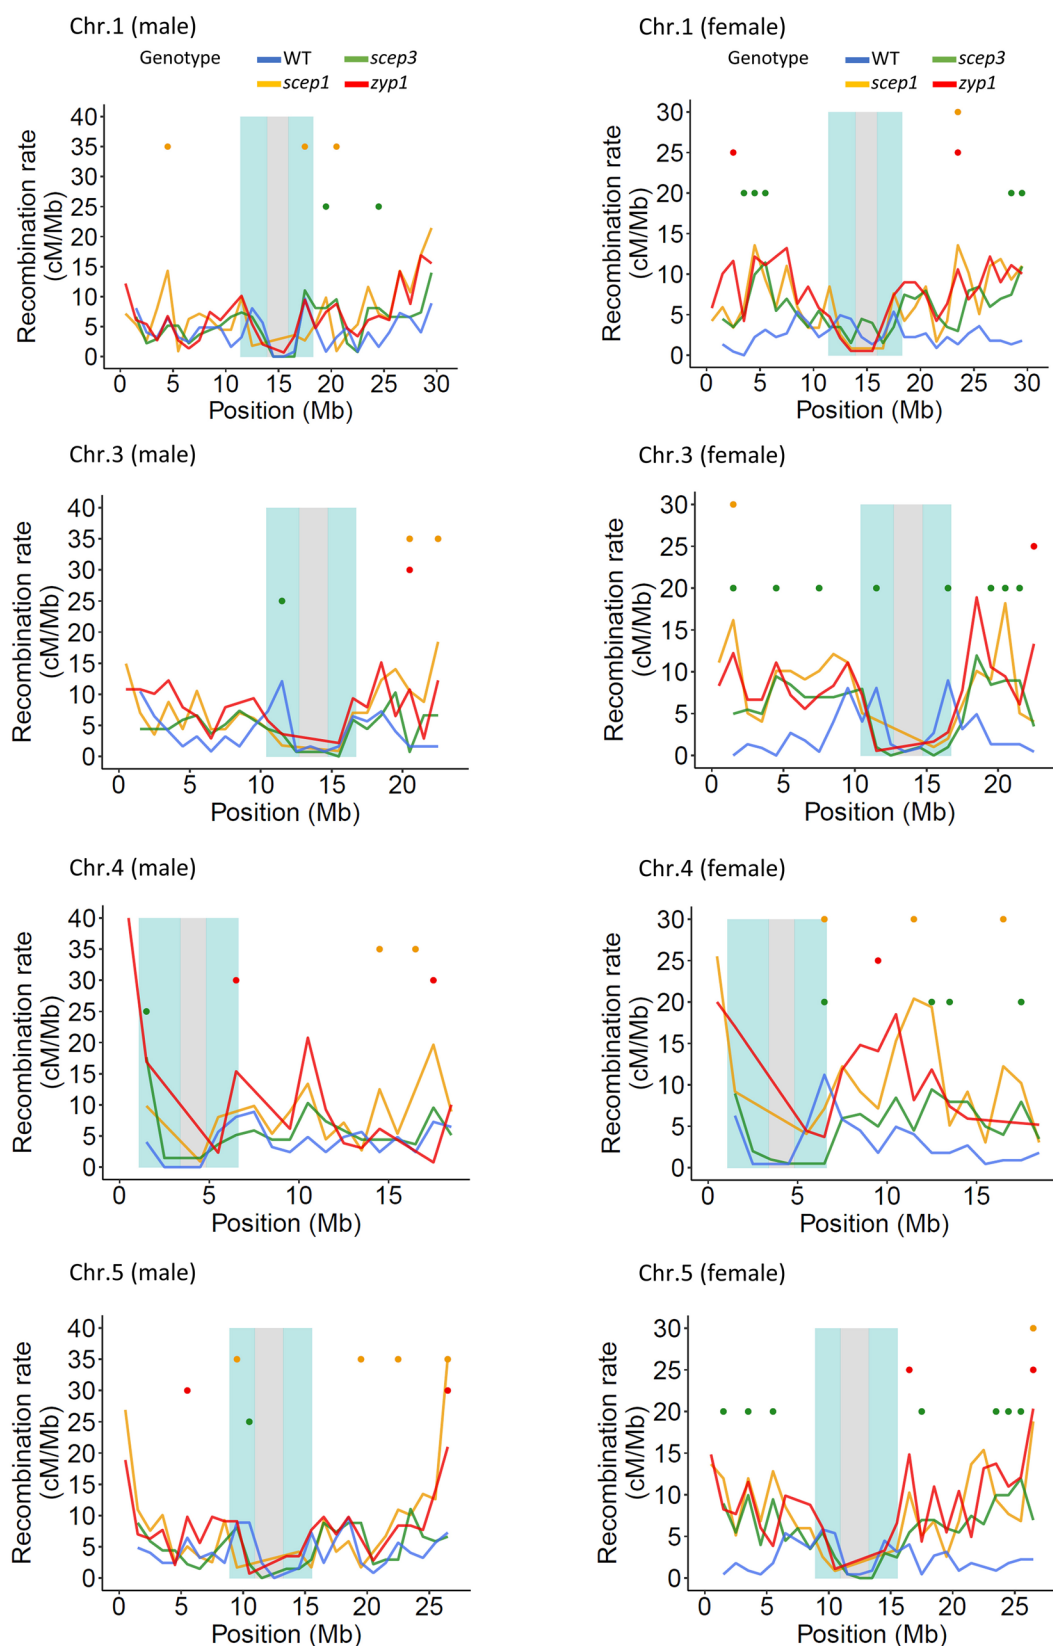 Chr.1 (male)
Genotype
WT
scep3
scep1
zyp1
Recombination rate
(cM/Mb)
40
35
30
25
20
15
10
5
0
0 5 10 15 20 25 30
Position (Mb)
Chr.1 (female)
Genotype
WT
scep3
scep1
zyp1
Recombination rate
(cM/Mb)
30
25
20
15
10
5
0
0 5 10 15 20 25 30
Position (Mb)
Chr.3 (male)
Recombination rate
(cM/Mb)
40
35
30
25
20
15
10
5
0
0 5 10 15 20
Position (Mb)
Chr.3 (female)
Recombination rate
(cM/Mb)
30
25
20
15
10
5
0
0 5 10 15 20
Position (Mb)
Chr.4 (male)
Recombination rate
(cM/Mb)
40
35
30
25
20
15
10
5
0
0 5 10 15
Position (Mb)
Chr.4 (female)
Recombination rate
(cM/Mb)
30
25
20
15
10
5
0
0 5 10 15
Position (Mb)
Chr.5 (male)
Recombination rate
(cM/Mb)
40
35
30
25
20
15
10
5
0
0 5 10 15 20 25
Position (Mb)
Chr.5 (female)
Recombination rate
(cM/Mb)
30
25
20
15
10
5
0
0 5 10 15 20 25
Position (Mb)